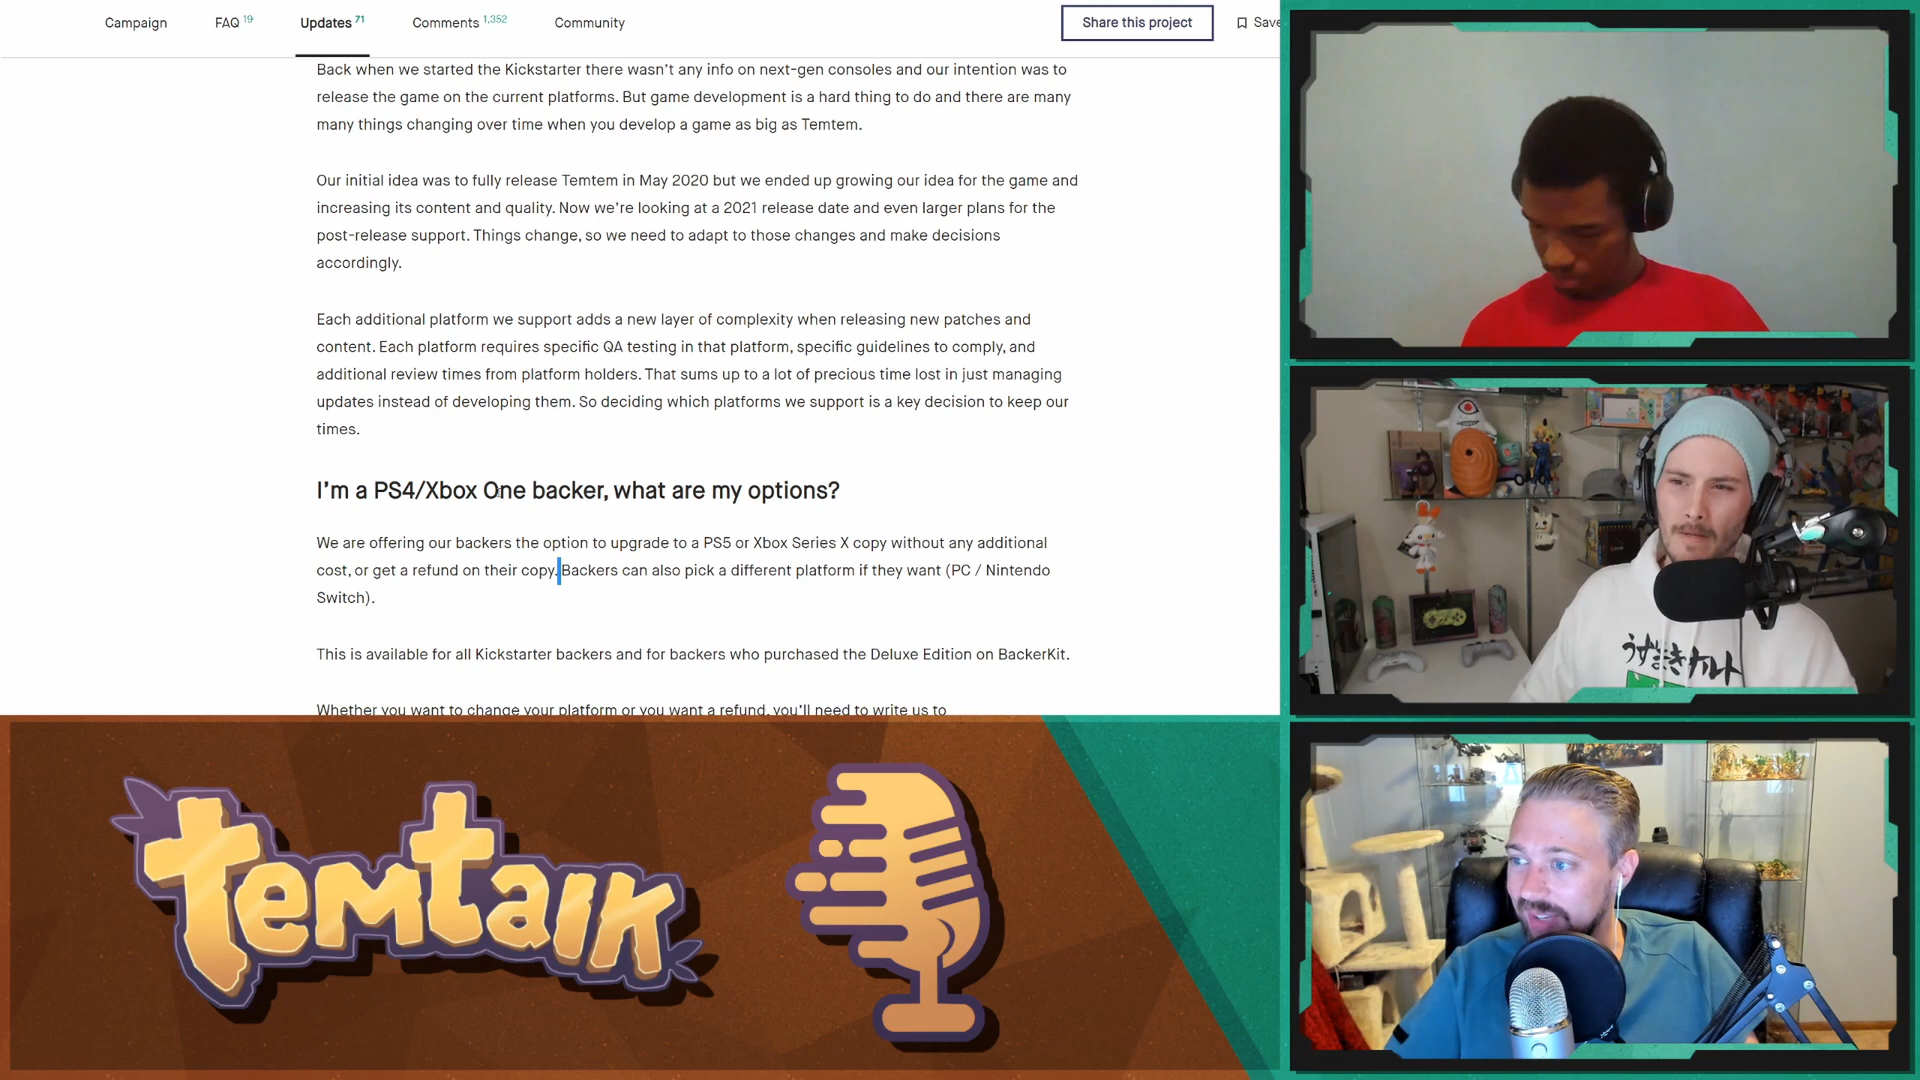 Campaign FAQ 19 Updates 71 Comments 1,352 Community Share this project Save
Back when we started the Kickstarter there wasn't any info on next-gen consoles and our intention was to
release the game on the current platforms. But game development is a hard thing to do and there are many
many things changing over time when you develop a game as big as Temtem.
Our initial idea was to fully release Temtem in May 2020 but we ended up growing our idea for the game and
increasing its content and quality. Now we're looking at a 2021 release date and even larger plans for the
post-release support. Things change, so we need to adapt to those changes and make decisions
accordingly.
Each additional platform we support adds a new layer of complexity when releasing new patches and
content. Each platform requires specific QA testing in that platform, specific guidelines to comply, and
additional review times from platform holders. That sums up to a lot of precious time lost in just managing
updates instead of developing them. So deciding which platforms we support is a key decision to keep our
times.
I'm a PS4/Xbox One backer, what are my options?
We are offering our backers the option to upgrade to a PS5 or Xbox Series X copy without any additional
cost, or get a refund on their copy. Backers can also pick a different platform if they want (PC / Nintendo
Switch).
This is available for all Kickstarter backers and for backers who purchased the Deluxe Edition on BackerKit.
Whether you want to change your platform or you want a refund, you'll need to write us to
temtalk
うずまきナルト